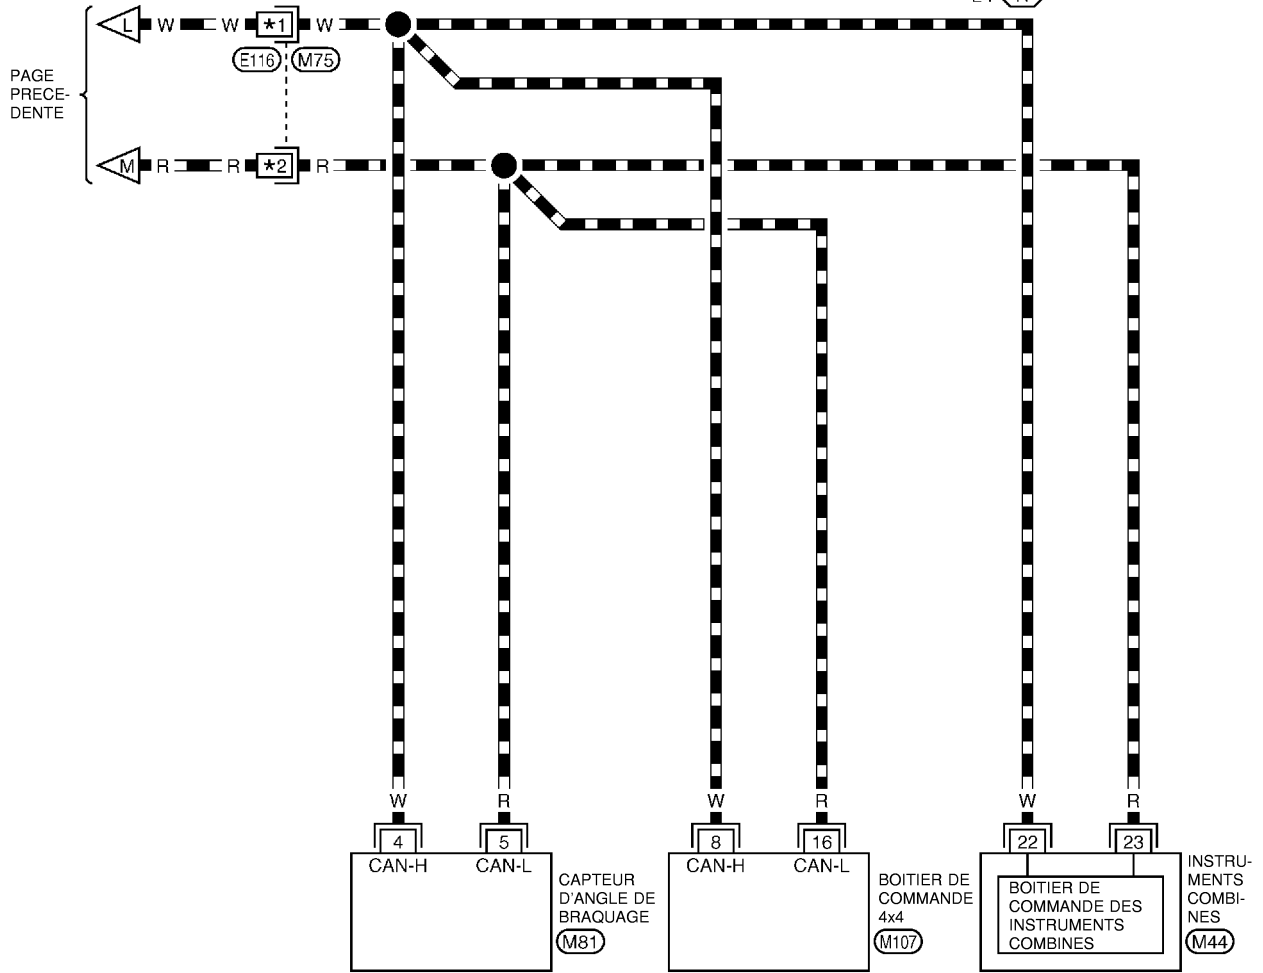 L W W *1 W
E116 M75
PAGE
PRECE-
DENTE
M R R *2 R
W R W R W R
4 5 8 16 22 23
CAN-H CAN-L CAN-H CAN-L
CAPTEUR
D'ANGLE DE
BRAQUAGE
M81
BOITIER DE
COMMANDE
4x4
M107
BOITIER DE
COMMANDE DES
INSTRUMENTS
COMBINES
INSTRU-
MENTS
COMBI-
NES
M44